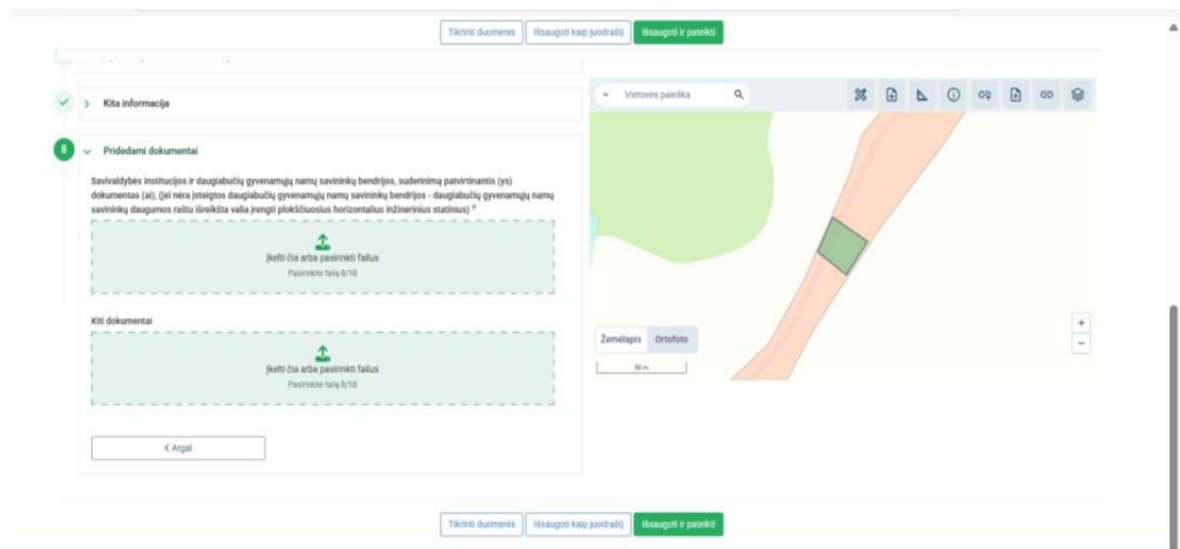 Tikrinti duomenis
Išsaugoti kaip juodraštį
Išsaugoti ir pateikti
Kita informacija
Vietovės paieška
8
Pridedami dokumentai
Savivaldybės institucijos ir daugiabučių gyvenamųjų namų savininkų bendrijos, suderinimą patvirtinantis (ys)
dokumentas (ai), (jei nėra įsteigtos daugiabučių gyvenamųjų namų savininkų bendrijos - daugiabučių gyvenamųjų namų
savininkų daugumos raštu išreikšta valia įrengti plokščiuosius horizontalius inžinerinius statinius) *
Įkelti čia arba pasirinkti failus
Pasirinkite failą 0/10
Kiti dokumentai
Įkelti čia arba pasirinkti failus
Pasirinkite failą 0/10
Žemėlapis
Ortofoto
50 m
+
−
< Atgal
Tikrinti duomenis
Išsaugoti kaip juodraštį
Išsaugoti ir pateikti